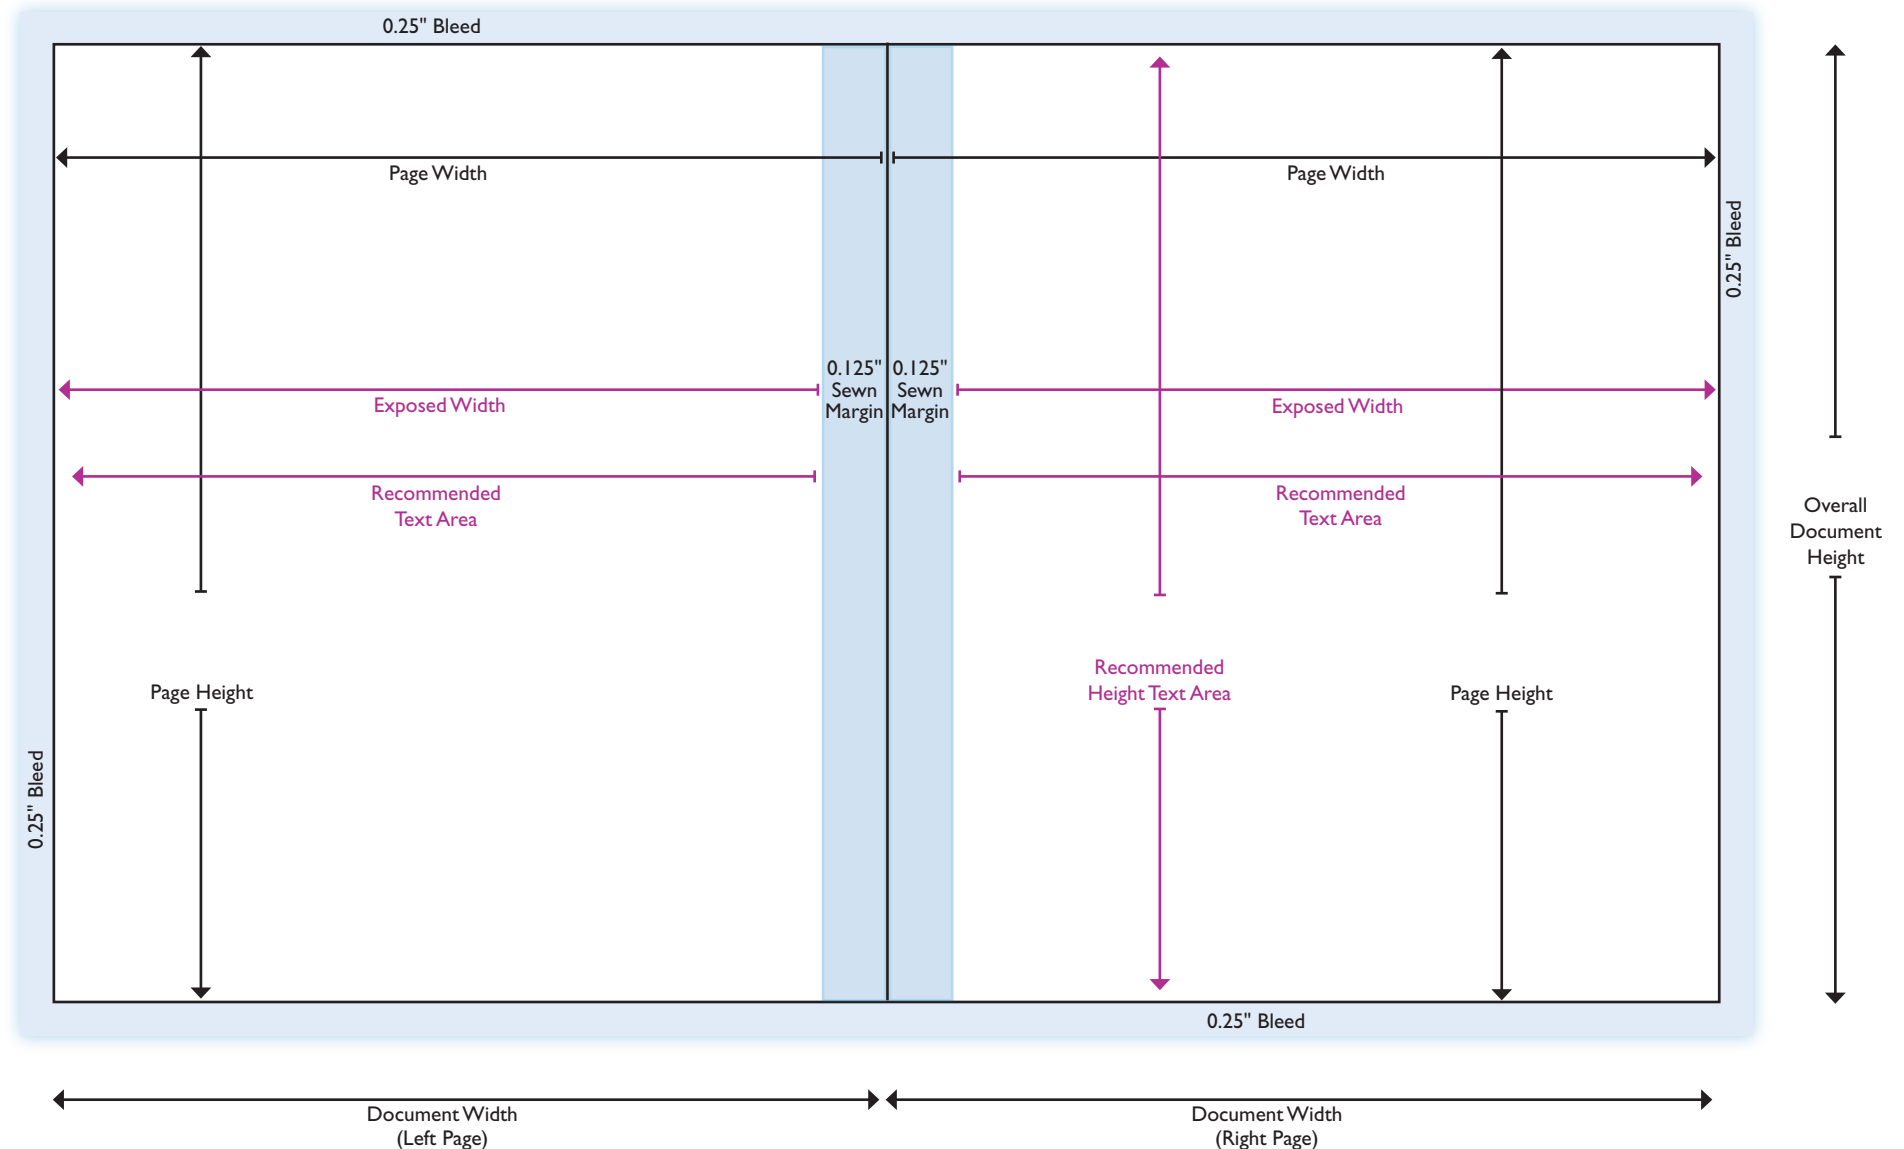 0.25" Bleed
Page Width
Page Width
0.25" Bleed
0.125"
Sewn
Margin
0.125"
Sewn
Margin
Exposed Width
Exposed Width
Recommended
Text Area
Recommended
Text Area
Overall
Document
Height
Page Height
Recommended
Height Text Area
Page Height
0.25" Bleed
0.25" Bleed
Document Width
(Left Page)
Document Width
(Right Page)